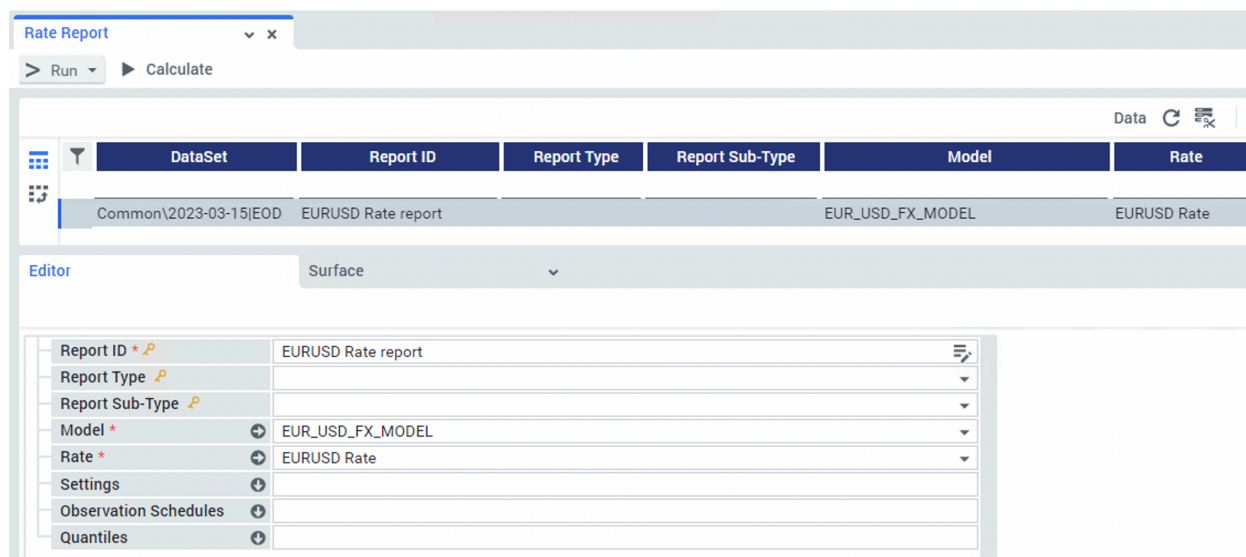 Rate Report
Run Calculate
Data
DataSet Report ID Report Type Report Sub-Type Model Rate
Common\2023-03-15|EOD EURUSD Rate report EUR_USD_FX_MODEL EURUSD Rate
Editor Surface
Report ID * EURUSD Rate report
Report Type
Report Sub-Type
Model * EUR_USD_FX_MODEL
Rate * EURUSD Rate
Settings
Observation Schedules
Quantiles